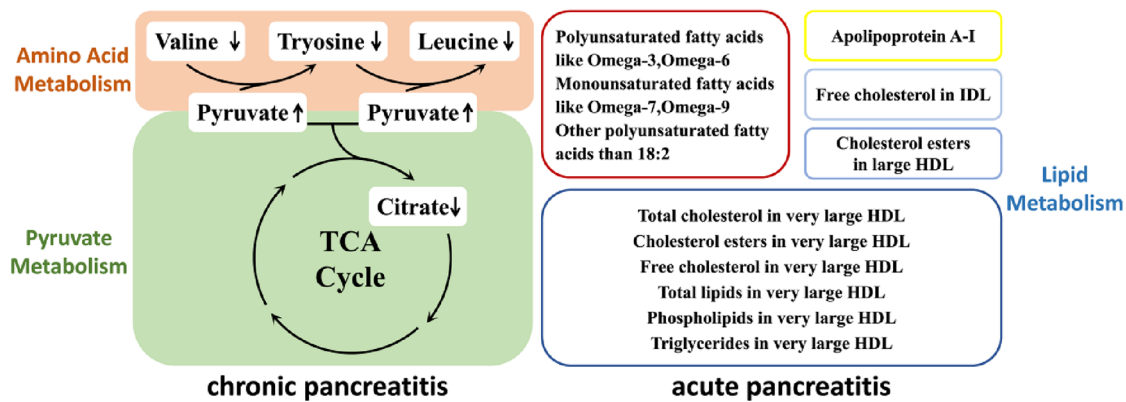 Amino Acid
Metabolism
Valine ↓
Tryosine ↓
Leucine ↓
Pyruvate ↑
Pyruvate ↑
Citrate ↓
TCA
Cycle
Pyruvate
Metabolism
chronic pancreatitis
Polyunsaturated fatty acids
like Omega-3,Omega-6
Monounsaturated fatty acids
like Omega-7,Omega-9
Other polyunsaturated fatty
acids than 18:2
Apolipoprotein A-I
Free cholesterol in IDL
Cholesterol esters
in large HDL
Lipid
Metabolism
Total cholesterol in very large HDL
Cholesterol esters in very large HDL
Free cholesterol in very large HDL
Total lipids in very large HDL
Phospholipids in very large HDL
Triglycerides in very large HDL
acute pancreatitis